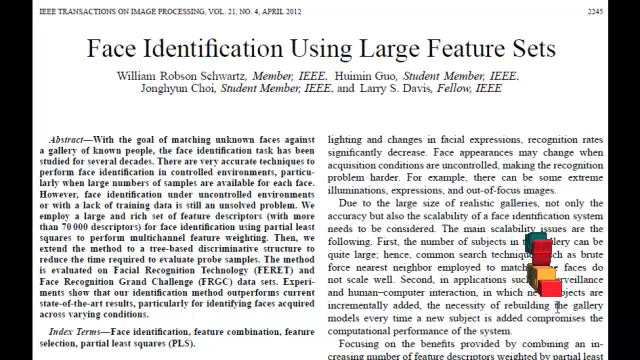 IEEE TRANSACTIONS ON IMAGE PROCESSING, VOL. 21, NO. 4, APRIL 2012 2245
Face Identification Using Large Feature Sets
William Robson Schwartz, Member, IEEE, Huimin Guo, Student Member, IEEE,
Jonghyun Choi, Student Member, IEEE, and Larry S. Davis, Fellow, IEEE
Abstract—With the goal of matching unknown faces against
a gallery of known people, the face identification task has been
studied for several decades. There are very accurate techniques to
perform face identification in controlled environments, particu-
larly when large numbers of samples are available for each face.
However, face identification under uncontrolled environments
or with a lack of training data is still an unsolved problem. We
employ a large and rich set of feature descriptors (with more
than 70 000 descriptors) for face identification using partial least
squares to perform multichannel feature weighting. Then, we
extend the method to a tree-based discriminative structure to
reduce the time required to evaluate probe samples. The method
is evaluated on Facial Recognition Technology (FERET) and
Face Recognition Grand Challenge (FRGC) data sets. Experi-
ments show that our identification method outperforms current
state-of-the-art results, particularly for identifying faces acquired
across varying conditions.
Index Terms—Face identification, feature combination, feature
selection, partial least squares (PLS).
lighting and changes in facial expressions, recognition rates
significantly decrease. Face appearances may change when
acquisition conditions are uncontrolled, making the recognition
problem harder. For example, there can be some extreme
illuminations, expressions, and out-of-focus images.
Due to the large size of realistic galleries, not only the
accuracy but also the scalability of a face identification system
needs to be considered. The main scalability issues are the
following. First, the number of subjects in the gallery can be
quite large; hence, common search techniques, such as brute
force nearest neighbor employed to match faces do
not scale well. Second, in applications such surveillance
and human–computer interaction, in which new subjects are
incrementally added, the necessity of rebuilding the gallery
models every time a new subject is added compromises the
computational performance of the system.
Focusing on the benefits provided by combining an in-
creasing number of feature descriptors weighted by partial least